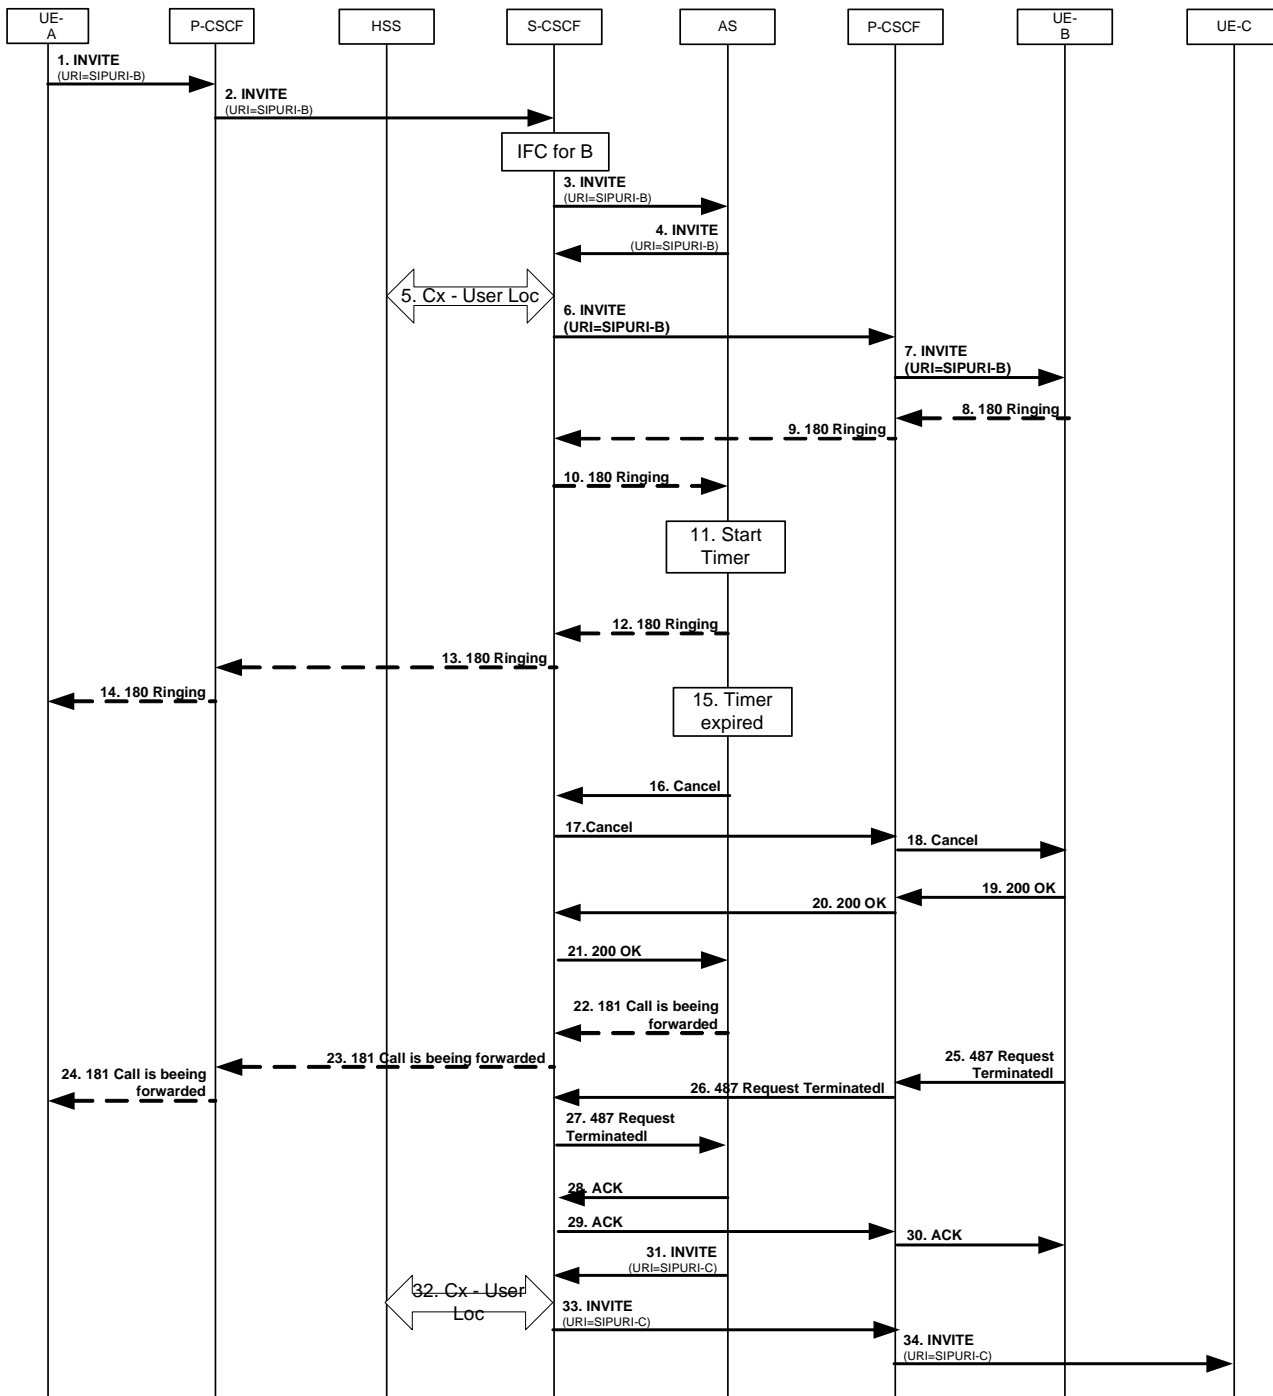 UE-
A
P-CSCF
HSS
S-CSCF
AS
P-CSCF
UE-
B
UE-C
1. INVITE
(URI=SIPURI-B)
2. INVITE
(URI=SIPURI-B)
IFC for B
3. INVITE
(URI=SIPURI-B)
4. INVITE
(URI=SIPURI-B)
5. Cx - User Loc
6. INVITE
(URI=SIPURI-B)
7. INVITE
(URI=SIPURI-B)
8. 180 Ringing
9. 180 Ringing
10. 180 Ringing
11. Start
Timer
12. 180 Ringing
13. 180 Ringing
14. 180 Ringing
15. Timer
expired
16. Cancel
17.Cancel
18. Cancel
19. 200 OK
20. 200 OK
21. 200 OK
22. 181 Call is beeing
forwarded
23. 181 Call is beeing forwarded
24. 181 Call is beeing
forwarded
25. 487 Request
Terminatedl
26. 487 Request Terminatedl
27. 487 Request
Terminatedl
28. ACK
29. ACK
30. ACK
31. INVITE
(URI=SIPURI-C)
32. Cx - User
Loc
33. INVITE
(URI=SIPURI-C)
34. INVITE
(URI=SIPURI-C)